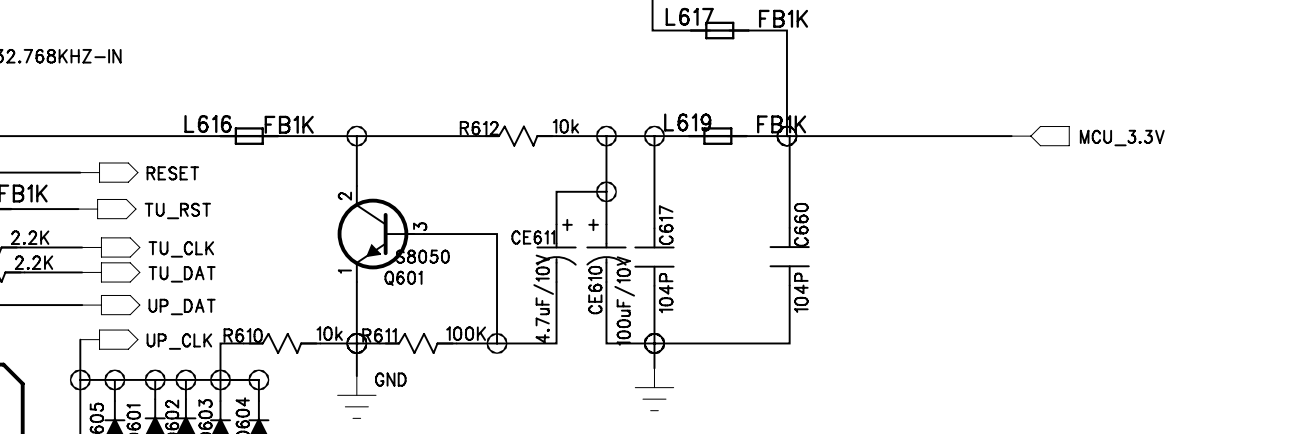 L617 FB1K
32.768KHZ-IN
L616 FB1K
R612 10k
L619 FB1K
MCU_3.3V
RESET
FB1K
TU_RST
2
3
1
2.2K
TU_CLK
2.2K
TU_DAT
S8050
Q601
CE611
+
+
4.7uF/10V
CE610
100uF/10V
C617
104P
C660
104P
UP_DAT
UP_CLK
R610 10k
R611 100K
GND
605
601
602
603
604